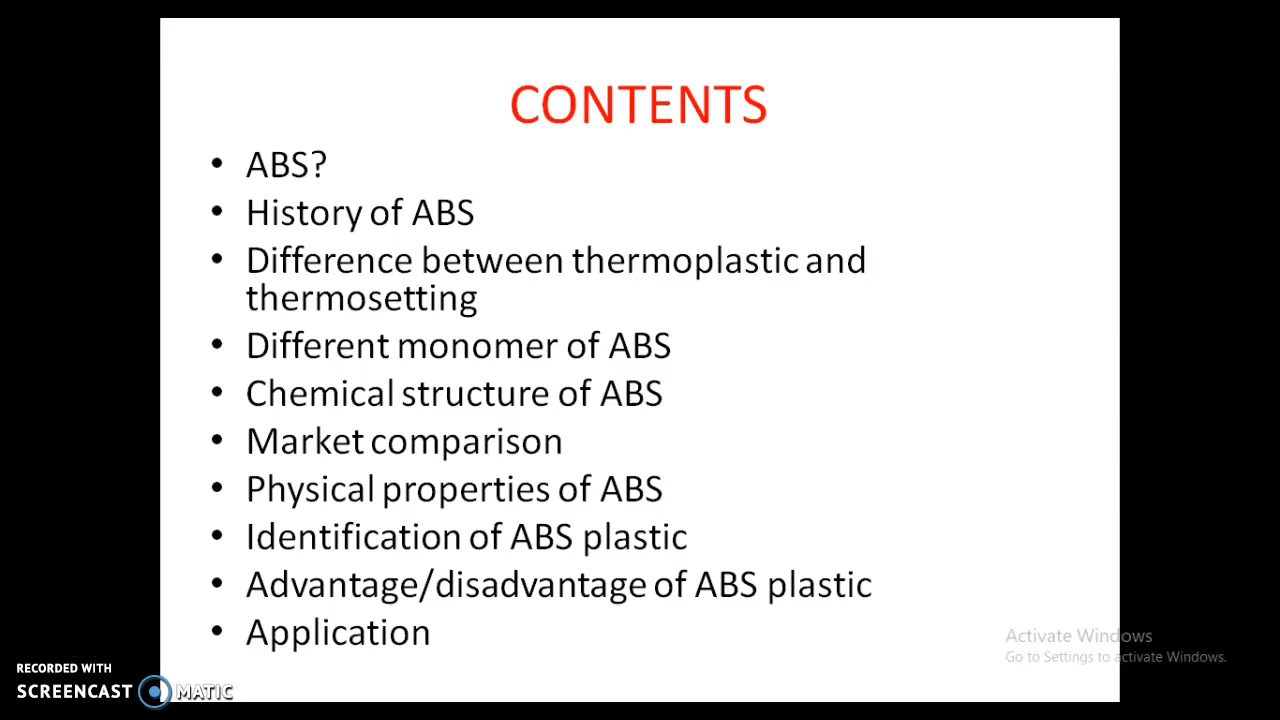 CONTENTS
• ABS?
• History of ABS
• Difference between thermoplastic and
thermosetting
• Different monomer of ABS
• Chemical structure of ABS
• Market comparison
• Physical properties of ABS
• Identification of ABS plastic
• Advantage/disadvantage of ABS plastic
• Application
Activate Windows
Go to Settings to activate Windows.
RECORDED WITH
SCREENCAST MATIC